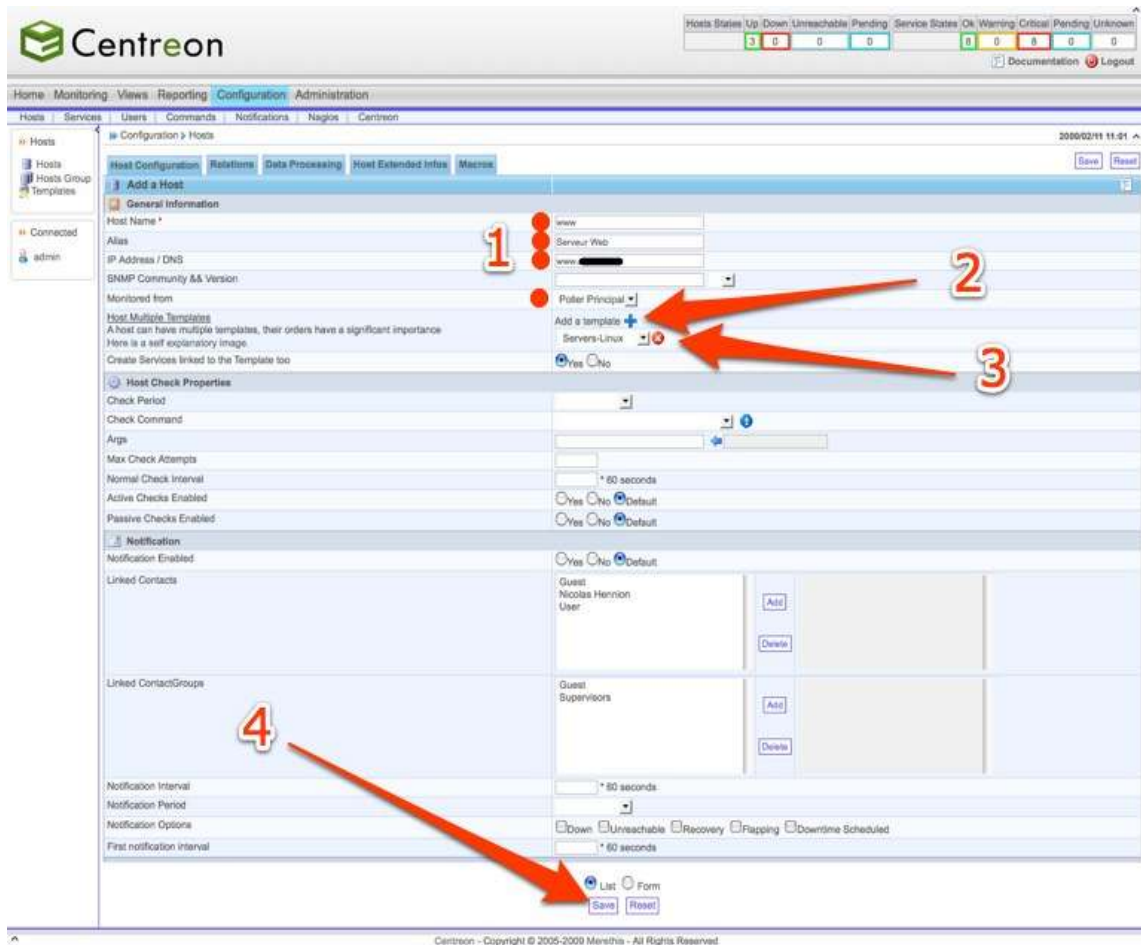 Centreon
Hosts States Up Down Unreachable Pending Service States Ok Warning Critical Pending Unknown
3 0 0 0 8 0 8 0 0
Documentation Logout
Home Monitoring Views Reporting Configuration Administration
Hosts Services Users Commands Notifications Nagios Centreon
Hosts
Hosts
Hosts Group
Templates
Connected
admin
Configuration > Hosts 2000/02/11 11:01
Host Configuration Relations Data Processing Host Extended Infos Macros Save Reset
Add a Host
General Information
Host Name * www
1
Alias Serveur Web
IP Address / DNS www.
SNMP Community && Version
2
Monitored from Poller Principal
Host Multiple Templates Add a template
A host can have multiple templates, their orders have a significant importance
Servers-Linux
Here is a self explanatory image.
3
Create Services linked to the Template too Yes No
Host Check Properties
Check Period
Check Command
Args
Max Check Attempts
Normal Check Interval * 60 seconds
Active Checks Enabled Yes No Default
Passive Checks Enabled Yes No Default
Notification
Notification Enabled Yes No Default
Linked Contacts Guest
Nicolas Hennion
User
Add
Delete
Linked ContactGroups Guest
Supervisors
Add
Delete
4
Notification Interval * 60 seconds
Notification Period
Notification Options Down Unreachable Recovery Flapping Downtime Scheduled
First notification interval * 60 seconds
List Form
Save Reset
Centreon - Copyright © 2005-2009 Merethis - All Rights Reserved